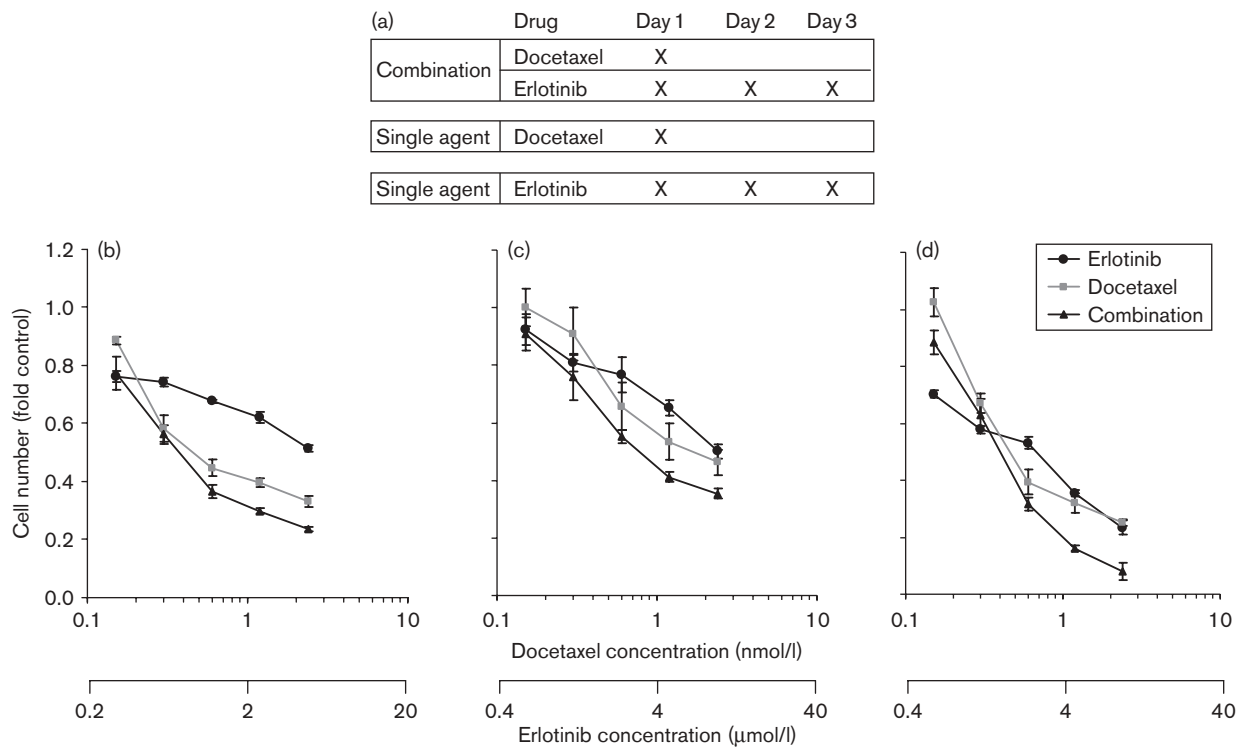 (a) Drug Day 1 Day 2 Day 3
Combination
Docetaxel X
Erlotinib X X X
Single agent Docetaxel X
Single agent Erlotinib X X X
Cell number (fold control)
1.2
1.0
0.8
0.6
0.4
0.2
0.0
(b)
0.1 1 10
(c)
0.1 1 10
(d)
Erlotinib
Docetaxel
Combination
0.1 1 10
Docetaxel concentration (nmol/l)
0.2 2 20
0.4 4 40
0.4 4 40
Erlotinib concentration (μmol/l)